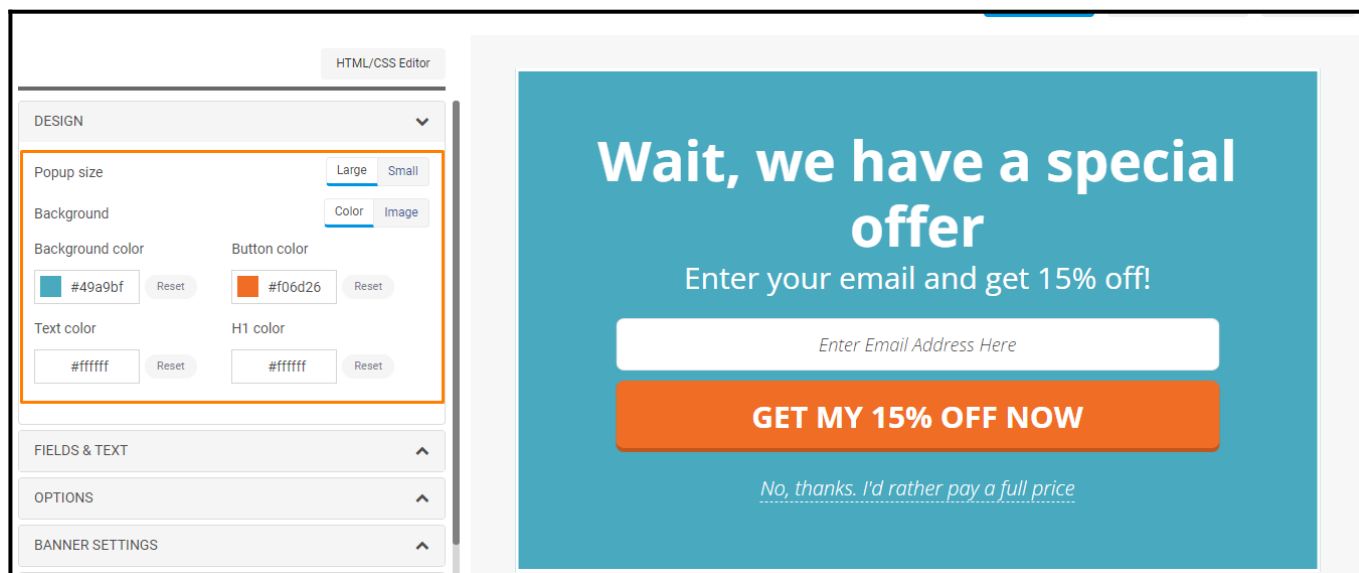 HTML/CSS Editor
DESIGN
Popup size Large Small
Background Color Image
Background color Button color
#49a9bf Reset #f06d26 Reset
Text color H1 color
#ffffff Reset #ffffff Reset
FIELDS & TEXT
OPTIONS
BANNER SETTINGS
Wait, we have a special
offer
Enter your email and get 15% off!
Enter Email Address Here
GET MY 15% OFF NOW
No, thanks. I'd rather pay a full price